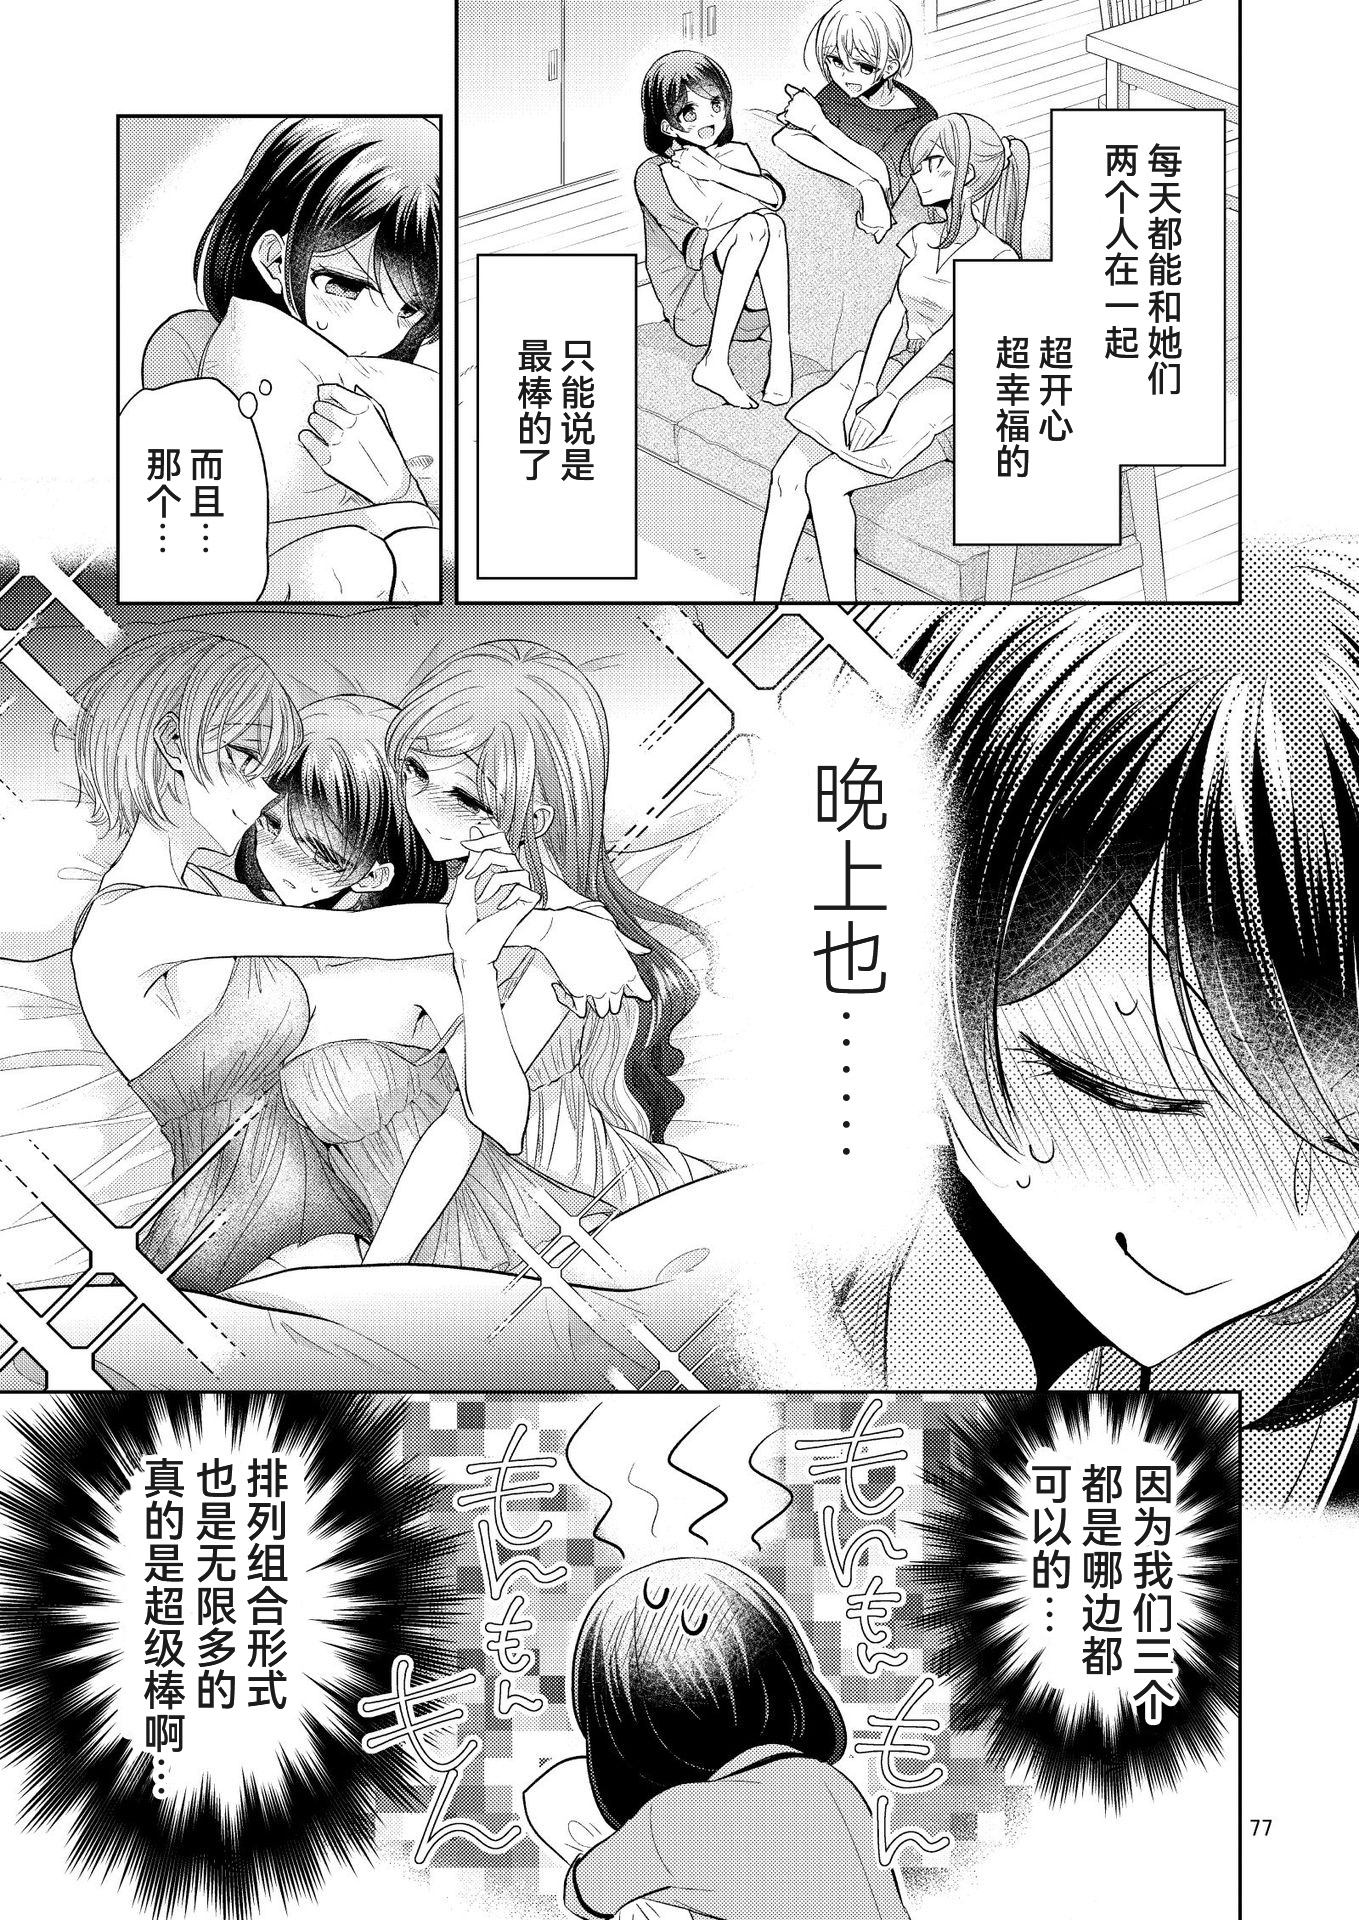 每天都能和她们
两个人在一起
超开心
超幸福的
只能说是
最棒的了
而且…
那个…
晚上也………
因为我们三个
都是哪边都
可以的…
もんもん
もんもん
もんもん
もん
排列组合形式
也是无限多的
真的是超级棒啊…
77